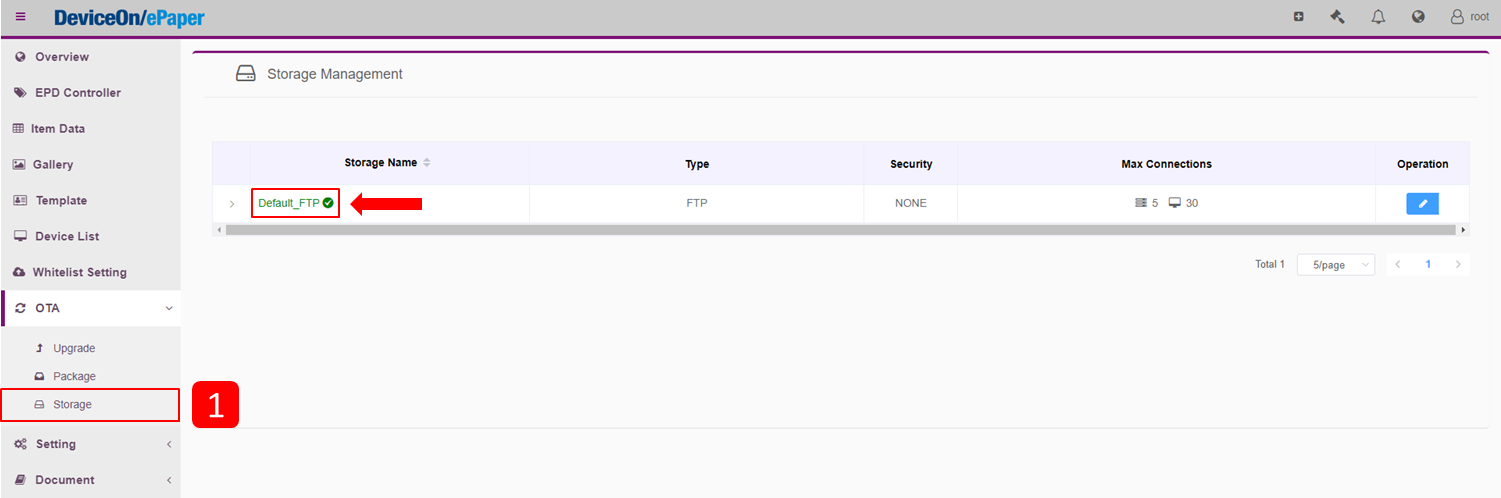 DeviceOn/ePaper
root
Overview
EPD Controller
Item Data
Gallery
Template
Device List
Whitelist Setting
OTA
Upgrade
Package
Storage
1
Setting
Document
Storage Management
Storage Name Type Security Max Connections Operation
Default_FTP FTP NONE 5 30
Total 1 5/page 1